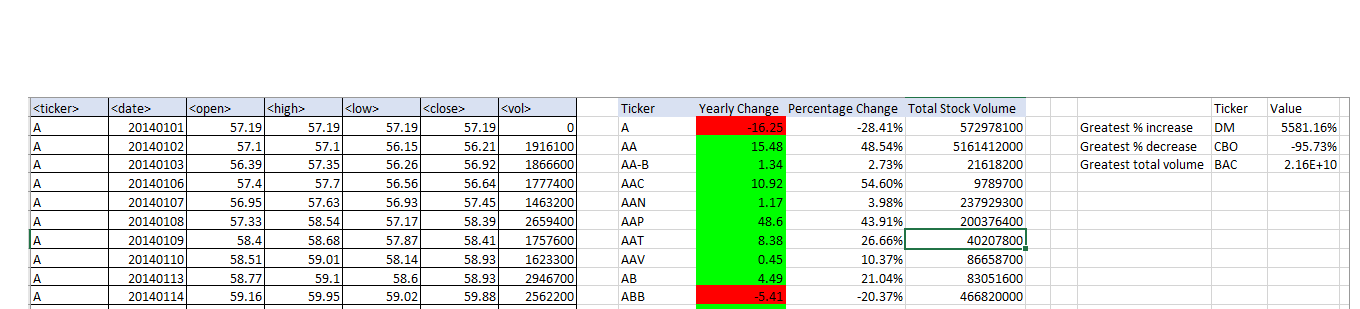 <ticker> <date> <open> <high> <low> <close> <vol> Ticker Yearly Change Percentage Change Total Stock Volume Ticker Value
A 20140101 57.19 57.19 57.19 57.19 0 A -16.25 -28.41% 572978100 Greatest % increase DM 5581.16%
A 20140102 57.1 57.1 56.15 56.21 1916100 AA 15.48 48.54% 5161412000 Greatest % decrease CBO -95.73%
A 20140103 56.39 57.35 56.26 56.92 1866600 AA-B 1.34 2.73% 21618200 Greatest total volume BAC 2.16E+10
A 20140106 57.4 57.7 56.56 56.64 1777400 AAC 10.92 54.60% 9789700
A 20140107 56.95 57.63 56.93 57.45 1463200 AAN 1.17 3.98% 237929300
A 20140108 57.33 58.54 57.17 58.39 2659400 AAP 48.6 43.91% 200376400
A 20140109 58.4 58.68 57.87 58.41 1757600 AAT 8.38 26.66% 40207800
A 20140110 58.51 59.01 58.14 58.93 1623300 AAV 0.45 10.37% 86658700
A 20140113 58.77 59.1 58.6 58.93 2946700 AB 4.49 21.04% 83051600
A 20140114 59.16 59.95 59.02 59.88 2562200 ABB -5.41 -20.37% 466820000